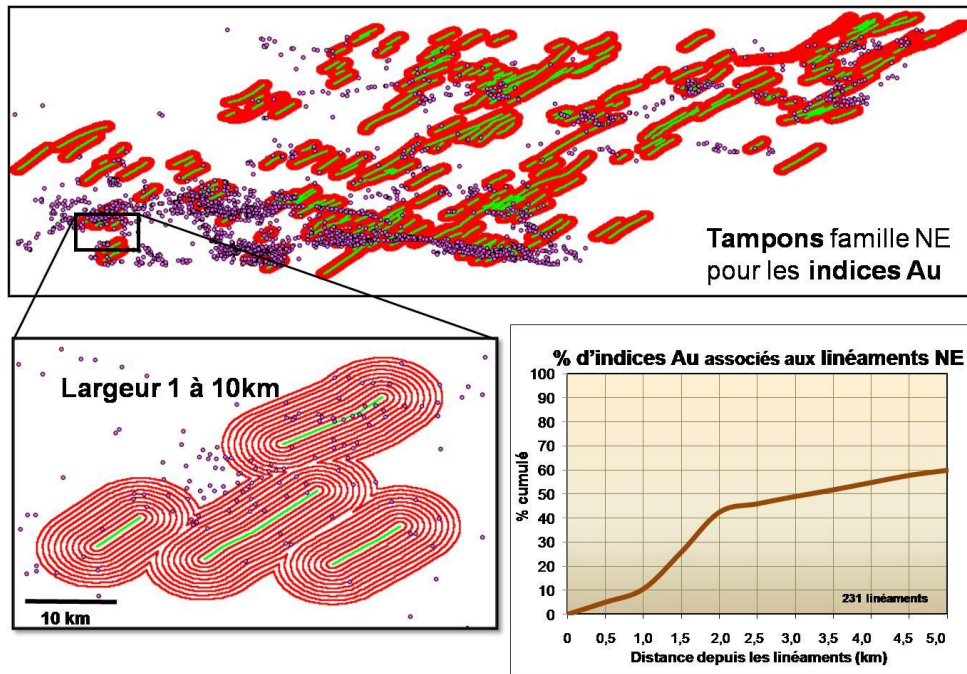 Tampons famille NE
pour les indices Au
Largeur 1 à 10km
10 km
% d'indices Au associés aux linéaments NE
% cumulé
100
90
80
70
60
50
40
30
20
10
0
231 linéaments
0 0,5 1,0 1,5 2,0 2,5 3,0 3,5 4,0 4,5 5,0
Distance depuis les linéaments (km)